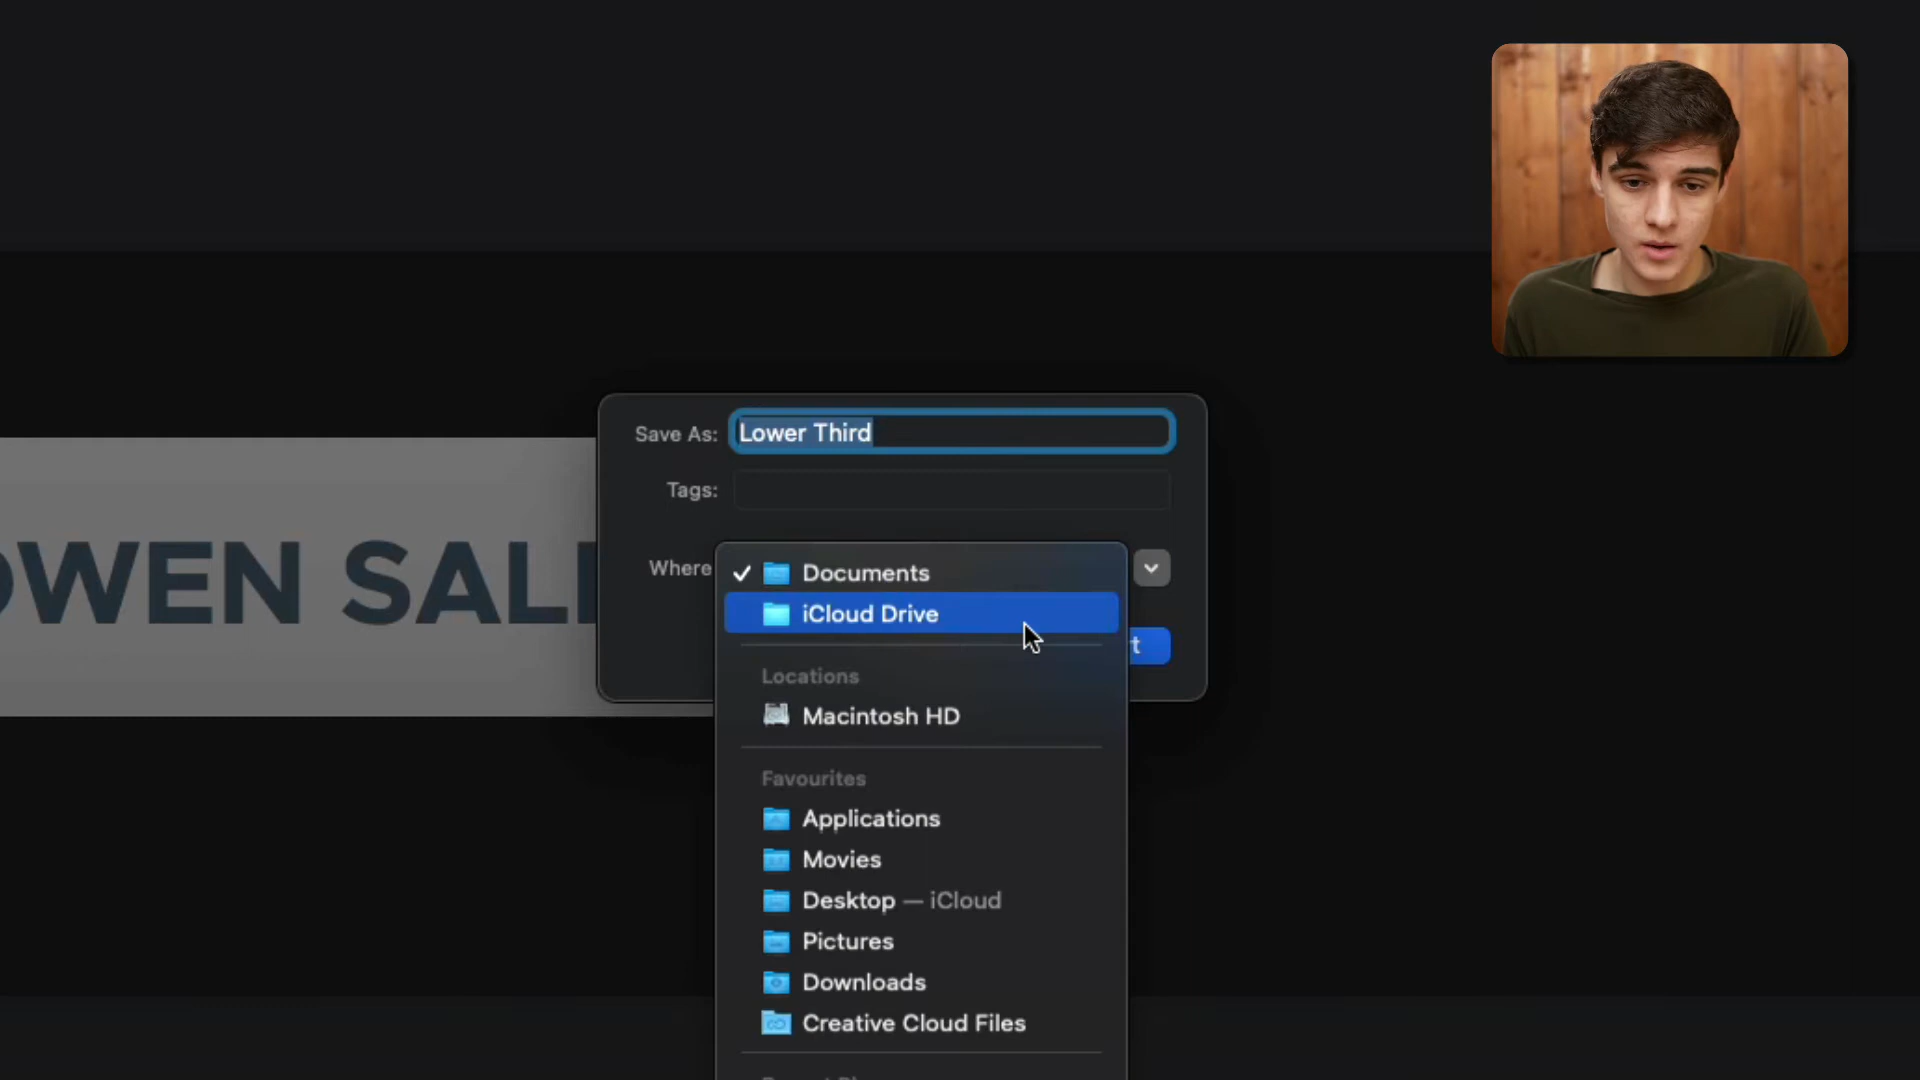 Save As: Lower Third
Tags:
OWEN SAL
Where
Documents
iCloud Drive
t
Locations
Macintosh HD
Favourites
Applications
Movies
Desktop — iCloud
Pictures
Downloads
Creative Cloud Files